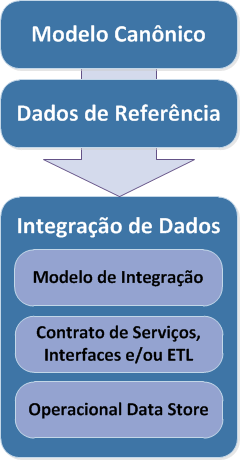 Modelo Canônico
Dados de Referência
Integração de Dados
Modelo de Integração
Contrato de Serviços,
Interfaces e/ou ETL
Operacional Data Store